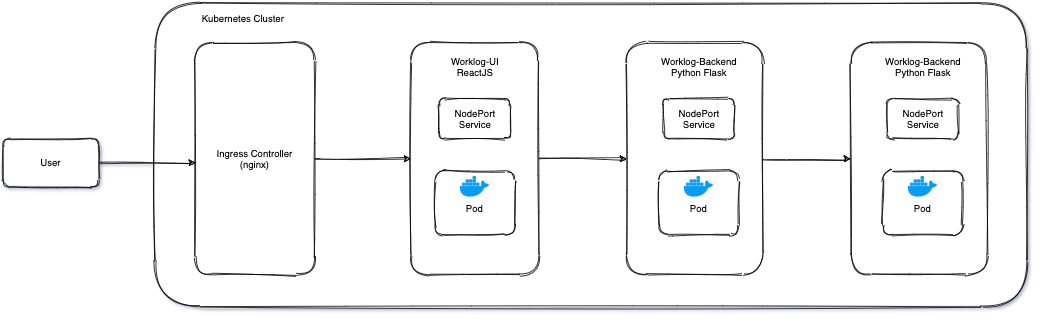 Kubernetes Cluster
User
Ingress Controller
(nginx)
Worklog-UI
ReactJS
NodePort
Service
Pod
Worklog-Backend
Python Flask
NodePort
Service
Pod
Worklog-Backend
Python Flask
NodePort
Service
Pod